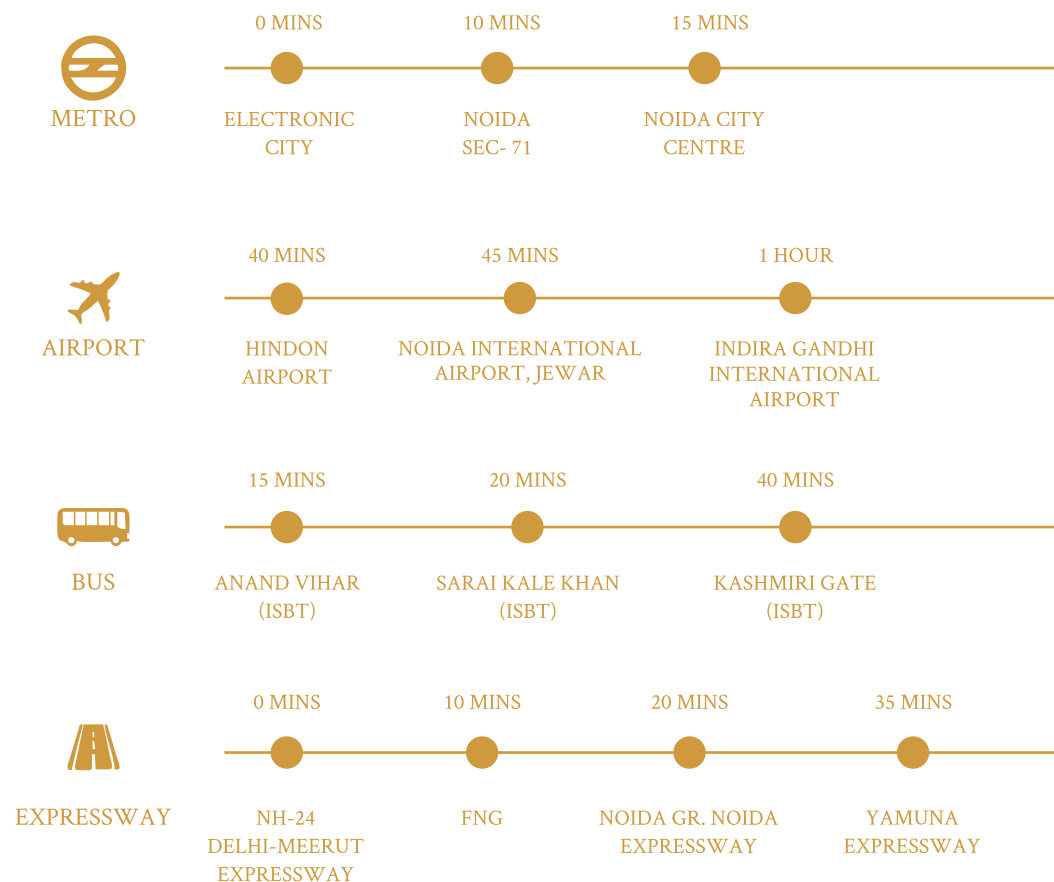 0 MINS
10 MINS
15 MINS
METRO
ELECTRONIC
CITY
NOIDA
SEC- 71
NOIDA CITY
CENTRE
40 MINS
45 MINS
1 HOUR
AIRPORT
HINDON
AIRPORT
NOIDA INTERNATIONAL
AIRPORT, JEWAR
INDIRA GANDHI
INTERNATIONAL
AIRPORT
15 MINS
20 MINS
40 MINS
BUS
ANAND VIHAR
(ISBT)
SARAI KALE KHAN
(ISBT)
KASHMIRI GATE
(ISBT)
0 MINS
10 MINS
20 MINS
35 MINS
EXPRESSWAY
NH-24
DELHI-MEERUT
EXPRESSWAY
FNG
NOIDA GR. NOIDA
EXPRESSWAY
YAMUNA
EXPRESSWAY